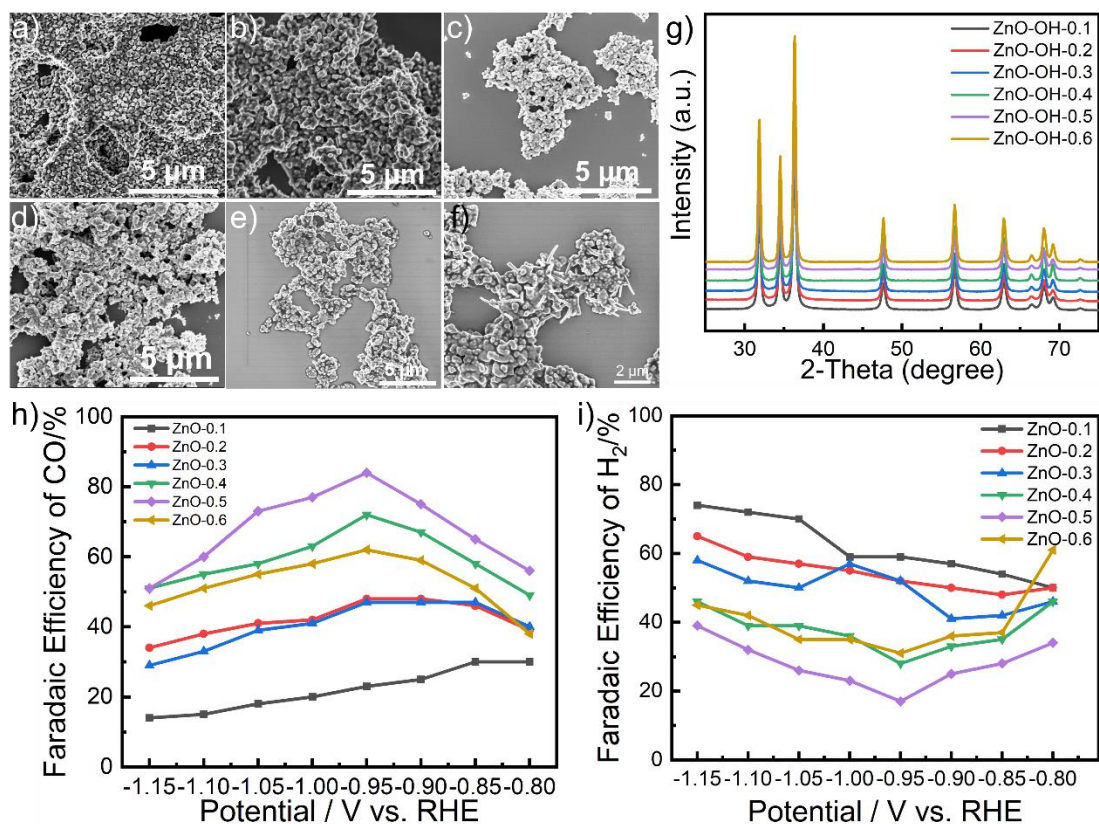 a)
5 μm
b)
5 μm
c)
5 μm
d)
5 μm
e)
5 μm
f)
2 μm
g)
Intensity (a.u.)
ZnO-OH-0.1
ZnO-OH-0.2
ZnO-OH-0.3
ZnO-OH-0.4
ZnO-OH-0.5
ZnO-OH-0.6
30 40 50 60 70
2-Theta (degree)
h)
Faradaic Efficiency of CO/%
100
80
60
40
20
0
ZnO-0.1
ZnO-0.2
ZnO-0.3
ZnO-0.4
ZnO-0.5
ZnO-0.6
-1.15 -1.10 -1.05 -1.00 -0.95 -0.90 -0.85 -0.80
Potential / V vs. RHE
i)
Faradaic Efficiency of H₂/%
100
80
60
40
20
0
ZnO-0.1
ZnO-0.2
ZnO-0.3
ZnO-0.4
ZnO-0.5
ZnO-0.6
-1.15 -1.10 -1.05 -1.00 -0.95 -0.90 -0.85 -0.80
Potential / V vs. RHE